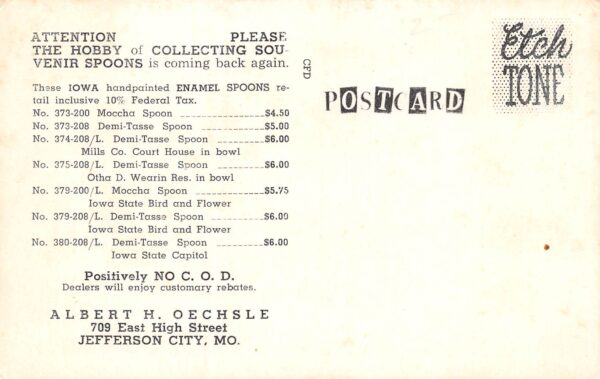 ATTENTION PLEASE
THE HOBBY of COLLECTING SOU-
VENIR SPOONS is coming back again.
These IOWA handpainted ENAMEL SPOONS re-
tail inclusive 10% Federal Tax.
No. 373-200 Moccha Spoon $4.50
No. 373-208 Demi-Tasse Spoon $5.00
No. 374-208/L. Demi-Tasse Spoon $6.00
Mills Co. Court House in bowl
No. 375-208/L. Demi-Tasse Spoon $6.00
Otha D. Wearin Res. in bowl
No. 379-200/L. Moccha Spoon $5.75
Iowa State Bird and Flower
No. 379-208/L. Demi-Tasse Spoon $6.00
Iowa State Bird and Flower
No. 380-208/L. Demi-Tasse Spoon $6.00
Iowa State Capitol
Positively NO C. O. D.
Dealers will enjoy customary rebates.
ALBERT H. OECHSLE
709 East High Street
JEFFERSON CITY, MO.
CFD
POSTCARD
Etch
TONE